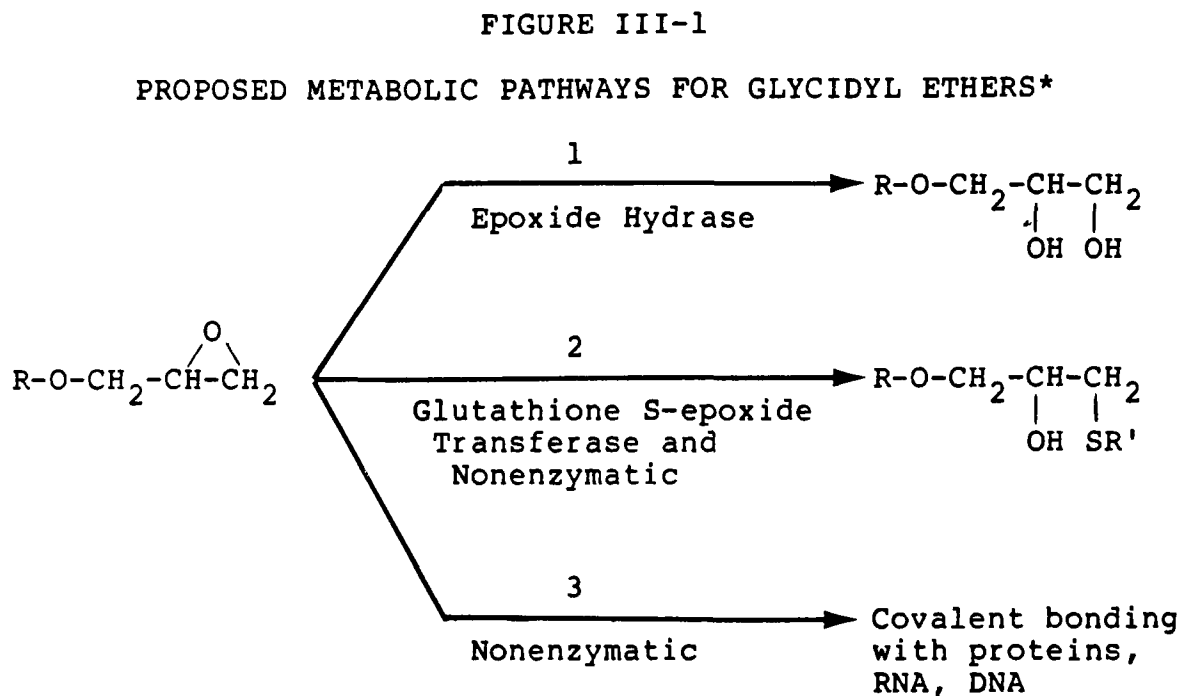 FIGURE III-1
PROPOSED METABOLIC PATHWAYS FOR GLYCIDYL ETHERS*
1
Epoxide Hydrase
R-O-CH2-CH-CH2
OH OH
O
R-O-CH2-CH-CH2
2
Glutathione S-epoxide
Transferase and
Nonenzymatic
R-O-CH2-CH-CH2
OH SR'
3
Nonenzymatic
Covalent bonding
with proteins,
RNA, DNA